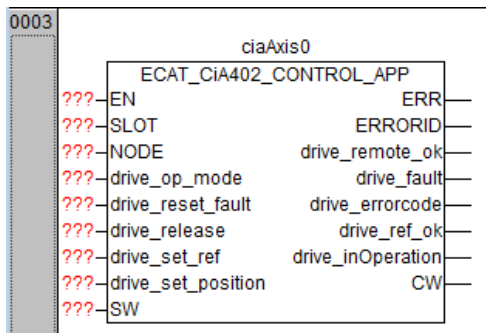 0003
ciaAxis0
ECAT_CiA402_CONTROL_APP
???-EN ERR
???-SLOT ERRORID
???-NODE drive_remote_ok
???-drive_op_mode drive_fault
???-drive_reset_fault drive_errorcode
???-drive_release drive_ref_ok
???-drive_set_ref drive_inOperation
???-drive_set_position CW
???-SW